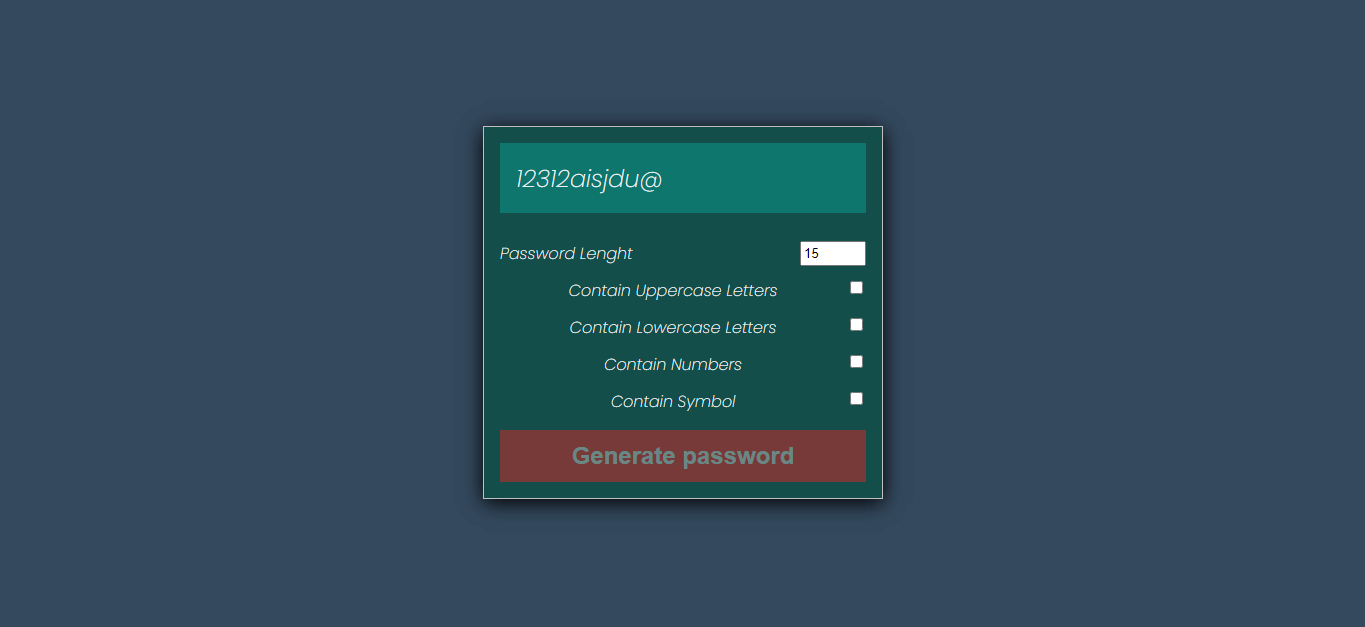 12312aisjdu@
Password Lenght 15
Contain Uppercase Letters
Contain Lowercase Letters
Contain Numbers
Contain Symbol
Generate password